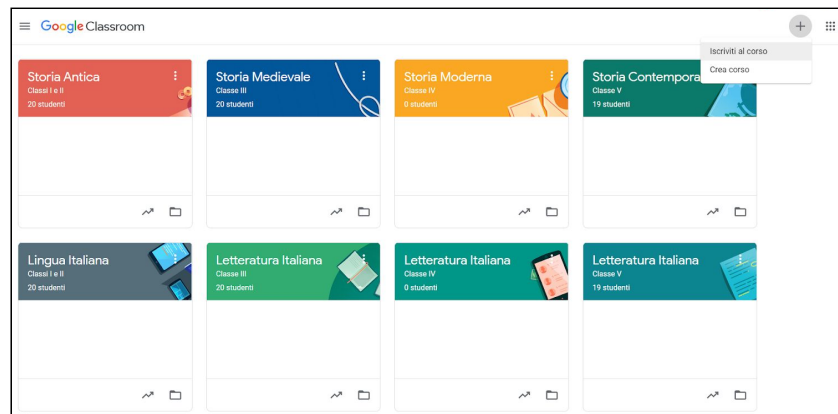 Google Classroom
Iscriviti al corso
Crea corso
Storia Antica
Classi I e II
20 studenti
Storia Medievale
Classe III
20 studenti
Storia Moderna
Classe IV
0 studenti
Storia Contempora
Classe V
19 studenti
Lingua Italiana
Classi I e II
20 studenti
Letteratura Italiana
Classe III
20 studenti
Letteratura Italiana
Classe IV
0 studenti
Letteratura Italiana
Classe V
19 studenti